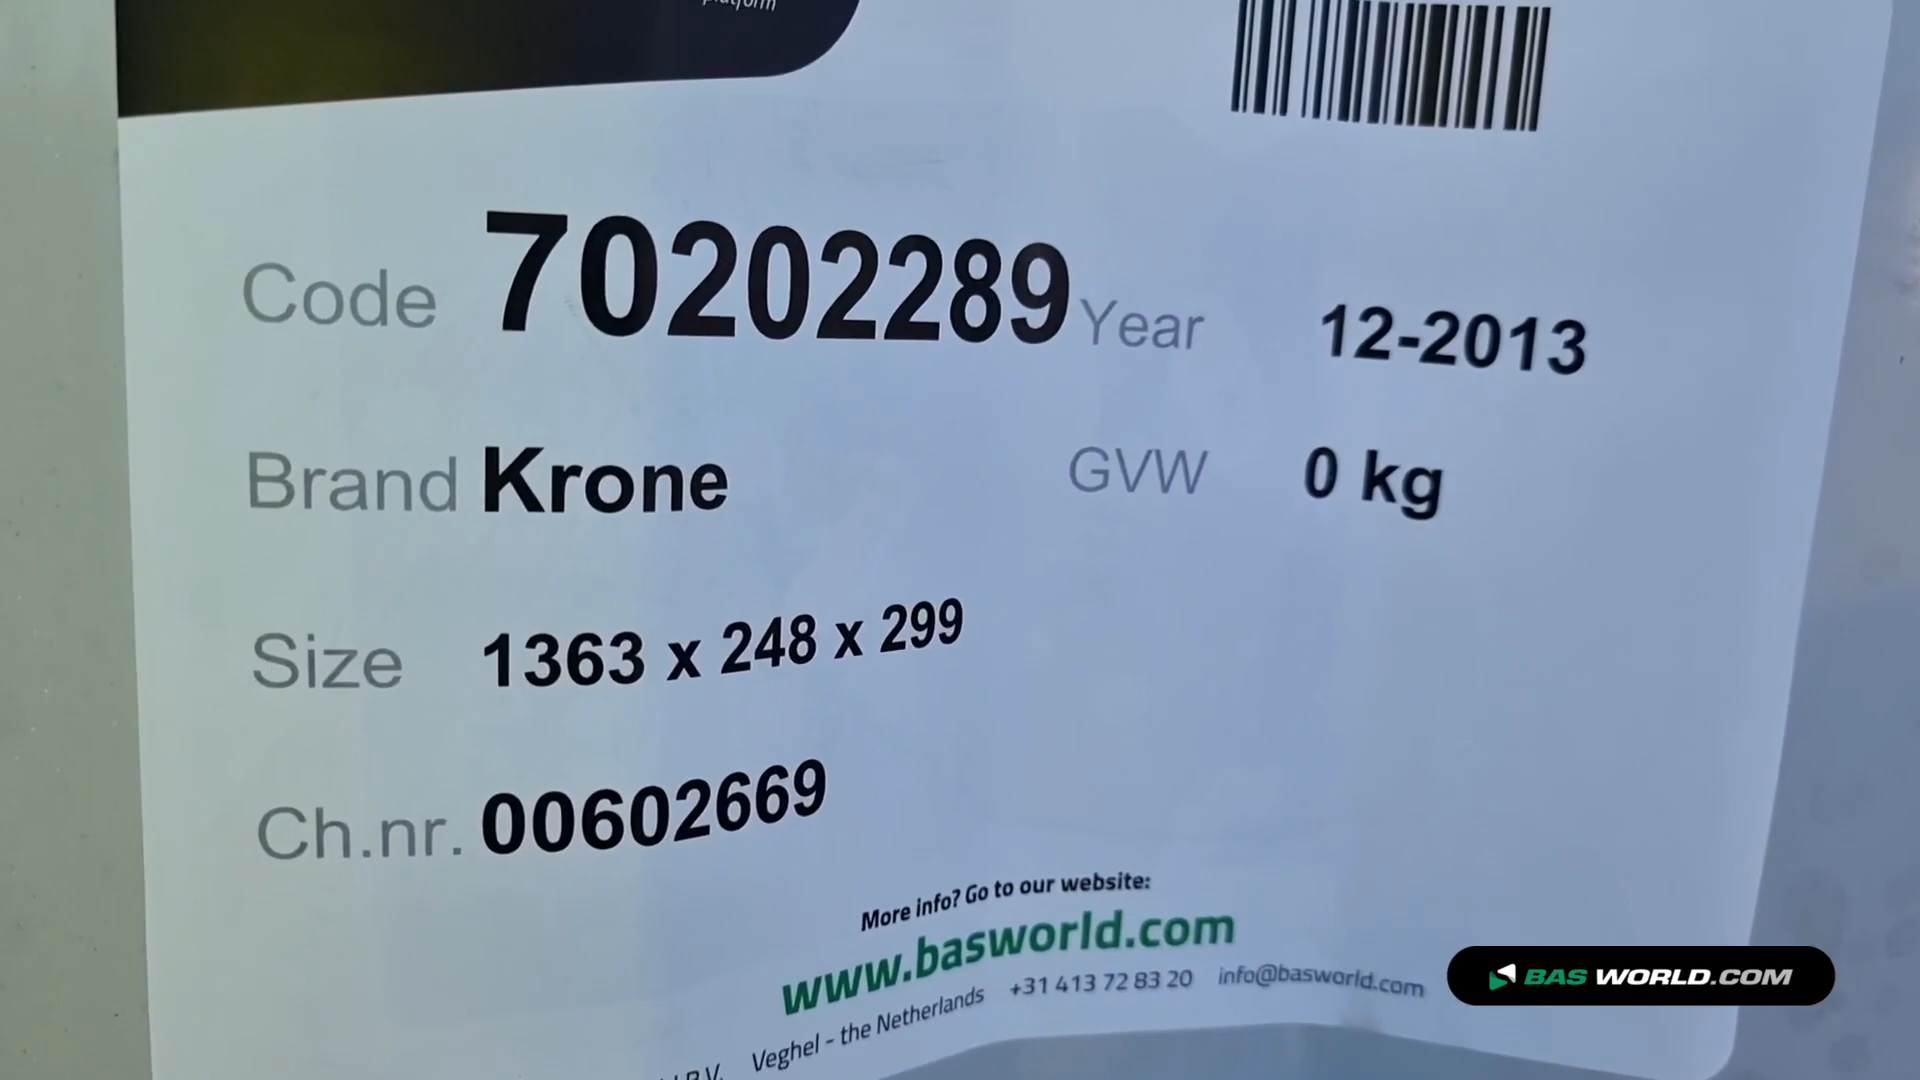 platform
Code 70202289 Year 12-2013
Brand Krone GVW 0 kg
Size 1363 x 248 x 299
Ch.nr. 00602669
More info? Go to our website:
www.basworld.com
B.V. Veghel - the Netherlands +31 413 72 83 20 info@basworld.com
BAS WORLD.COM